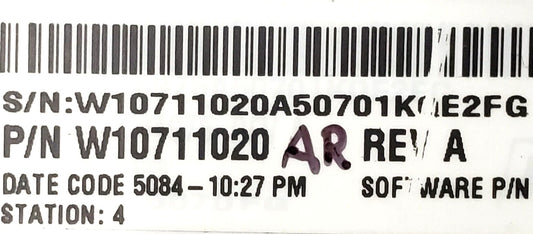 S/N:W10711020A50701K
P/N W10711020 AR REV A
DATE CODE 5084-10:27 PM SOFTWARE P/N
STATION: 4